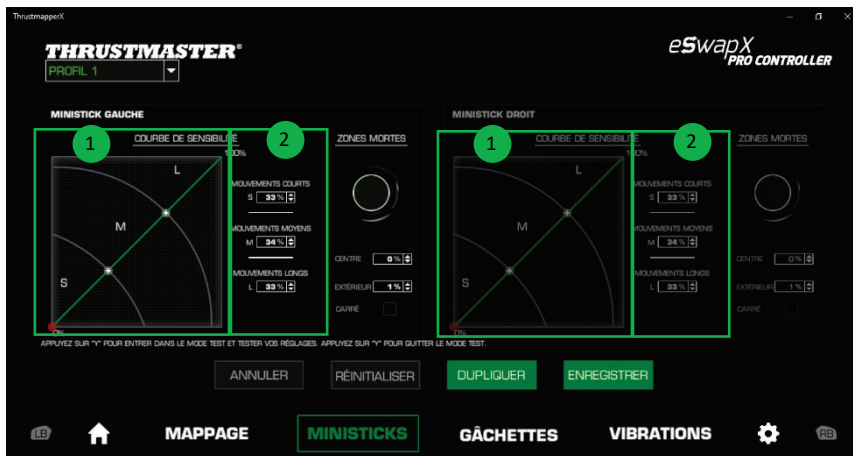 ThrustmapperX
THRUSTMASTER®
eSwapX
PRO CONTROLLER
PROFIL 1
MINISTICK GAUCHE
COURBE DE SENSIBILITÉ
ZONES MORTES
1
2
100%
L
M
S
0%
MOUVEMENTS COURTS
S 33 %
MOUVEMENTS MOYENS
M 34 %
MOUVEMENTS LONGS
L 33 %
CENTRE 0 %
EXTÉRIEUR 1 %
CARRÉ
MINISTICK DROIT
COURBE DE SENSIBILITÉ
ZONES MORTES
1
2
100%
L
M
S
0%
MOUVEMENTS COURTS
S 33 %
MOUVEMENTS MOYENS
M 34 %
MOUVEMENTS LONGS
L 33 %
CENTRE 0 %
EXTÉRIEUR 1 %
CARRÉ
APPUYEZ SUR "Y" POUR ENTRER DANS LE MODE TEST ET TESTER VOS RÉGLAGES. APPUYEZ SUR "Y" POUR QUITTER LE MODE TEST.
ANNULER
RÉINITIALISER
DUPLIQUER
ENREGISTRER
LB
MAPPAGE
MINISTICKS
GÂCHETTES
VIBRATIONS
RB